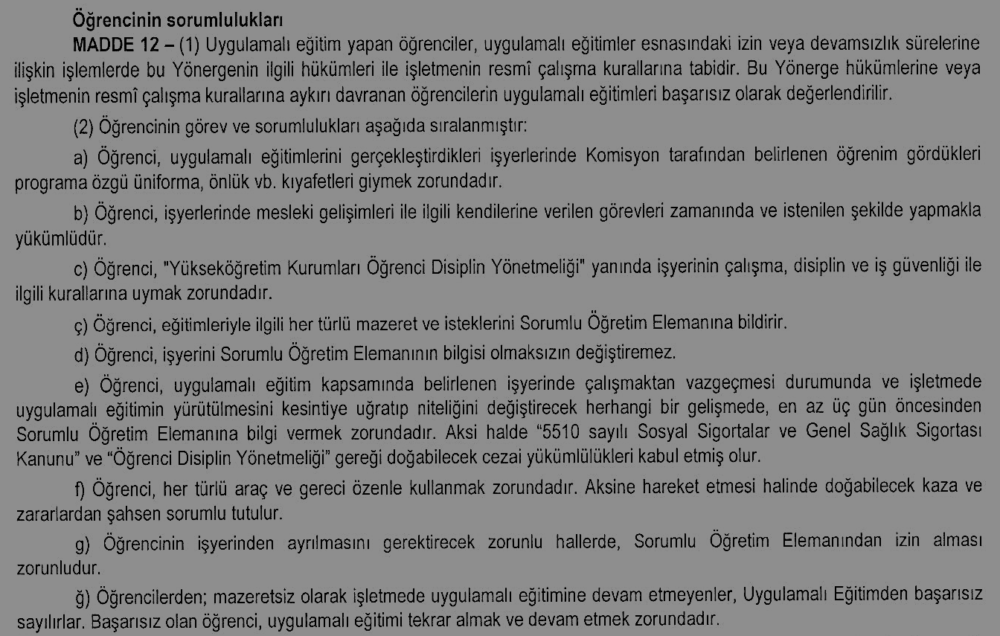 Öğrencinin sorumlulukları
MADDE 12 – (1) Uygulamalı eğitim yapan öğrenciler, uygulamalı eğitimler esnasındaki izin veya devamsızlık sürelerine
ilişkin işlemlerde bu Yönergenin ilgili hükümleri ile işletmenin resmî çalışma kurallarına tabidir. Bu Yönerge hükümlerine veya
işletmenin resmî çalışma kurallarına aykırı davranan öğrencilerin uygulamalı eğitimleri başarısız olarak değerlendirilir.
(2) Öğrencinin görev ve sorumlulukları aşağıda sıralanmıştır:
a) Öğrenci, uygulamalı eğitimlerini gerçekleştirdikleri işyerlerinde Komisyon tarafından belirlenen öğrenim gördükleri
programa özgü üniforma, önlük vb. kıyafetleri giymek zorundadır.
b) Öğrenci, işyerlerinde mesleki gelişimleri ile ilgili kendilerine verilen görevleri zamanında ve istenilen şekilde yapmakla
yükümlüdür.
c) Öğrenci, "Yükseköğretim Kurumları Öğrenci Disiplin Yönetmeliği" yanında işyerinin çalışma, disiplin ve iş güvenliği ile
ilgili kurallarına uymak zorundadır.
ç) Öğrenci, eğitimleriyle ilgili her türlü mazeret ve isteklerini Sorumlu Öğretim Elemanına bildirir.
d) Öğrenci, işyerini Sorumlu Öğretim Elemanının bilgisi olmaksızın değiştiremez.
e) Öğrenci, uygulamalı eğitim kapsamında belirlenen işyerinde çalışmaktan vazgeçmesi durumunda ve işletmede
uygulamalı eğitimin yürütülmesini kesintiye uğratıp niteliğini değiştirecek herhangi bir gelişmede, en az üç gün öncesinden
Sorumlu Öğretim Elemanına bilgi vermek zorundadır. Aksi halde “5510 sayılı Sosyal Sigortalar ve Genel Sağlık Sigortası
Kanunu” ve “Öğrenci Disiplin Yönetmeliği” gereği doğabilecek cezai yükümlülükleri kabul etmiş olur.
f) Öğrenci, her türlü araç ve gereci özenle kullanmak zorundadır. Aksine hareket etmesi halinde doğabilecek kaza ve
zararlardan şahsen sorumlu tutulur.
g) Öğrencinin işyerinden ayrılmasını gerektirecek zorunlu hallerde, Sorumlu Öğretim Elemanından izin alması
zorunludur.
ğ) Öğrencilerden; mazeretsiz olarak işletmede uygulamalı eğitimine devam etmeyenler, Uygulamalı Eğitimden başarısız
sayılırlar. Başarısız olan öğrenci, uygulamalı eğitimi tekrar almak ve devam etmek zorundadır.